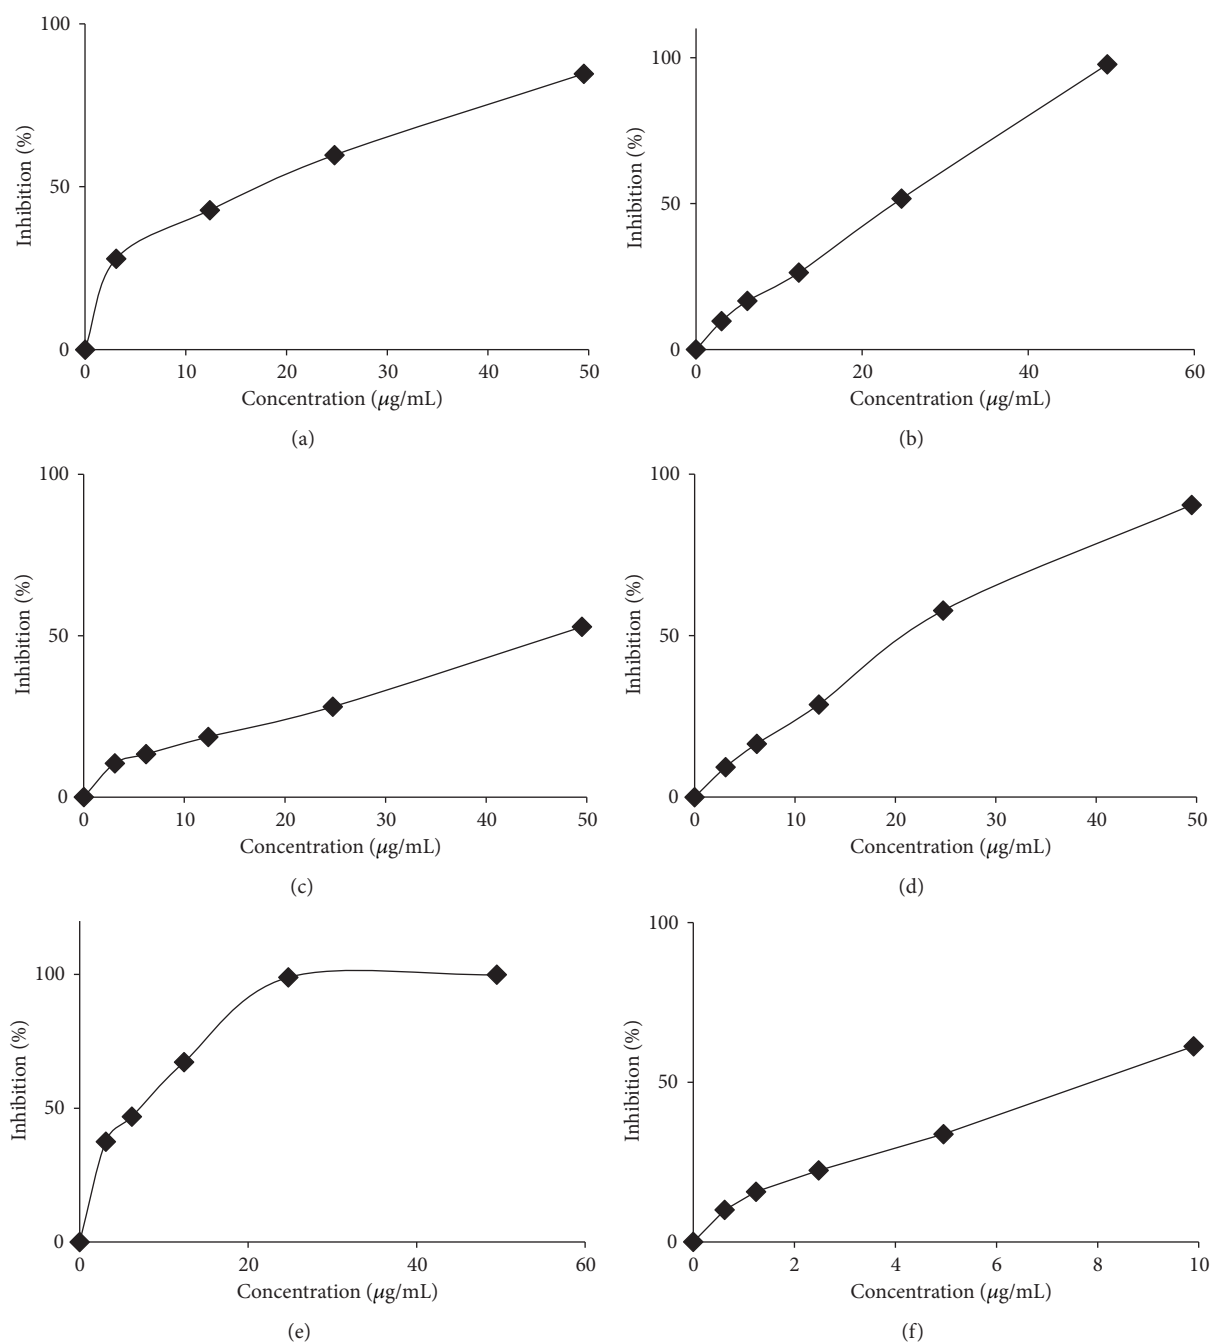 100
50
0
Inhibition (%)
0 10 20 30 40 50
Concentration (μg/mL)
(a)
100
50
0
Inhibition (%)
0 20 40 60
Concentration (μg/mL)
(b)
100
50
0
Inhibition (%)
0 10 20 30 40 50
Concentration (μg/mL)
(c)
100
50
0
Inhibition (%)
0 10 20 30 40 50
Concentration (μg/mL)
(d)
100
50
0
Inhibition (%)
0 20 40 60
Concentration (μg/mL)
(e)
100
50
0
Inhibition (%)
0 2 4 6 8 10
Concentration (μg/mL)
(f)